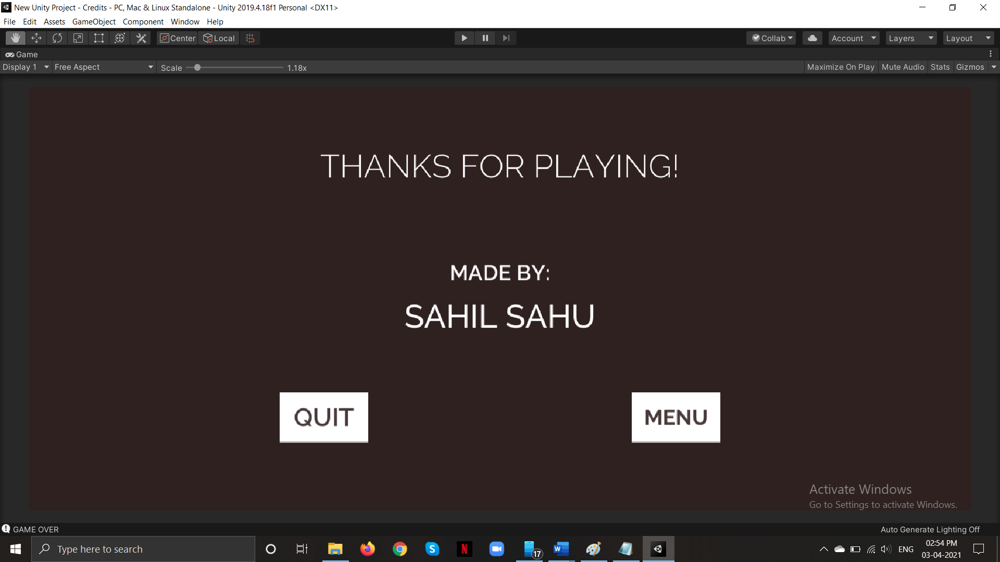 New Unity Project - Credits - PC, Mac & Linux Standalone - Unity 2019.4.18f1 Personal <DX11>
File Edit Assets GameObject Component Window Help
Center Local Collab Account Layers Layout
Game
Display 1 Free Aspect Scale 1.18x Maximize On Play Mute Audio Stats Gizmos
THANKS FOR PLAYING!
MADE BY:
SAHIL SAHU
QUIT MENU
Activate Windows
Go to Settings to activate Windows.
GAME OVER Auto Generate Lighting Off
Type here to search S N 17 W ENG 02:54 PM
03-04-2021